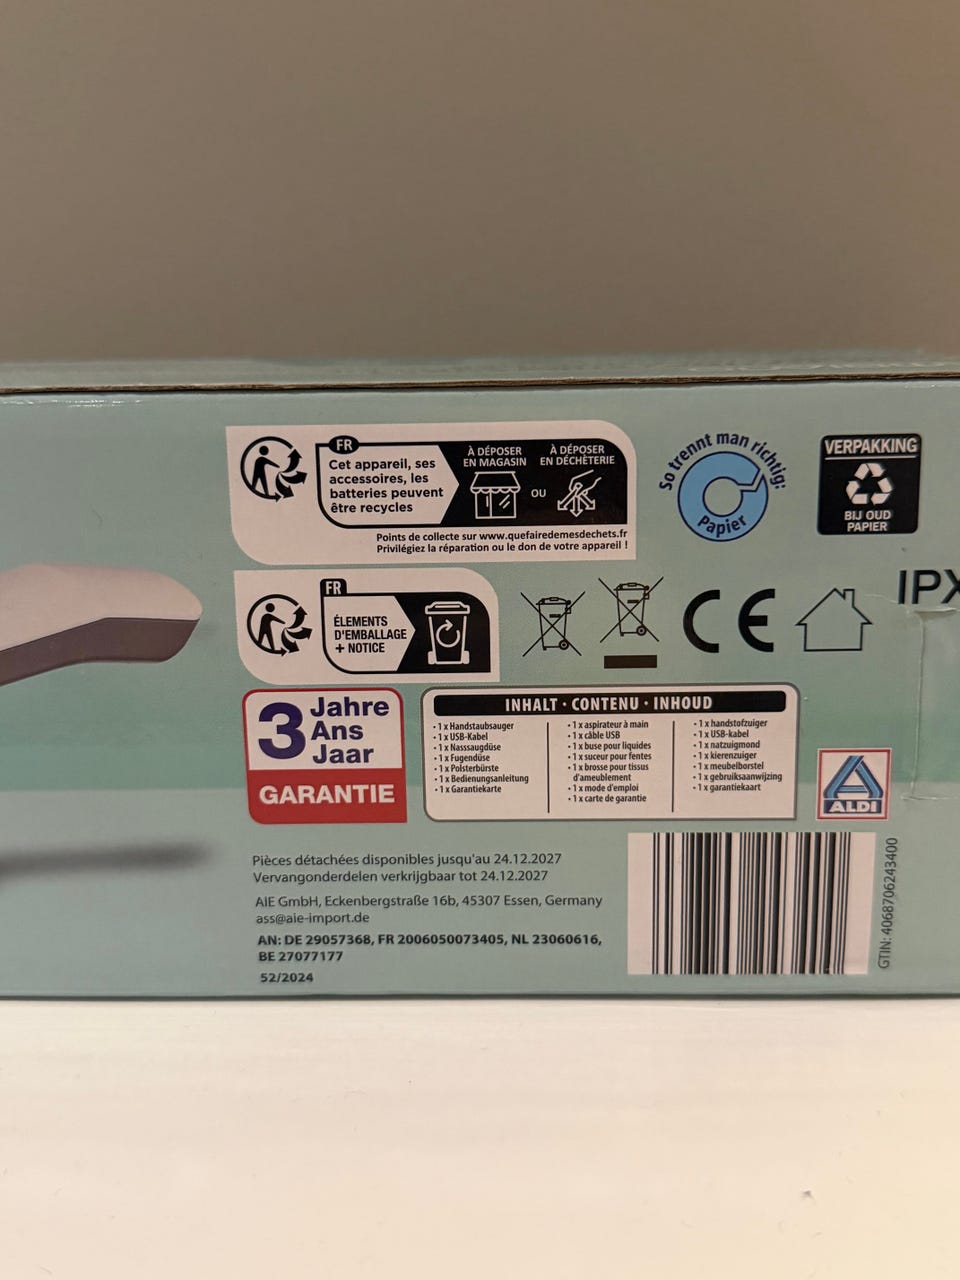 FR
Cet appareil, ses
accessoires, les
batteries peuvent
être recycles
À DÉPOSER
EN MAGASIN
OU
À DÉPOSER
EN DÉCHÈTERIE
Points de collecte sur www.quefairedemesdechets.fr
Privilégiez la réparation ou le don de votre appareil !
So trennt man richtig:
Papier
VERPAKKING
BIJ OUD
PAPIER
FR
ÉLEMENTS
D'EMBALLAGE
+ NOTICE
CE
IPX
3 Jahre
Ans
Jaar
GARANTIE
INHALT · CONTENU · INHOUD
• 1 x Handstaubsauger
• 1 x USB-Kabel
• 1 x Nasssaugdüse
• 1 x Fugendüse
• 1 x Polsterbürste
• 1 x Bedienungsanleitung
• 1 x Garantiekarte
• 1 x aspirateur à main
• 1 x câble USB
• 1 x buse pour liquides
• 1 x suceur pour fentes
• 1 x brosse pour tissus
d'ameublement
• 1 x mode d'emploi
• 1 x carte de garantie
• 1 x handstofzuiger
• 1 x USB-kabel
• 1 x natzuigmond
• 1 x kierenzuiger
• 1 x meubelborstel
• 1 x gebruiksaanwijzing
• 1 x garantiekaart
ALDI
Pièces détachées disponibles jusqu'au 24.12.2027
Vervangonderdelen verkrijgbaar tot 24.12.2027
AIE GmbH, Eckenbergstraße 16b, 45307 Essen, Germany
ass@aie-import.de
AN: DE 29057368, FR 2006050073405, NL 23060616,
BE 27077177
52/2024
GTIN: 4068706243400